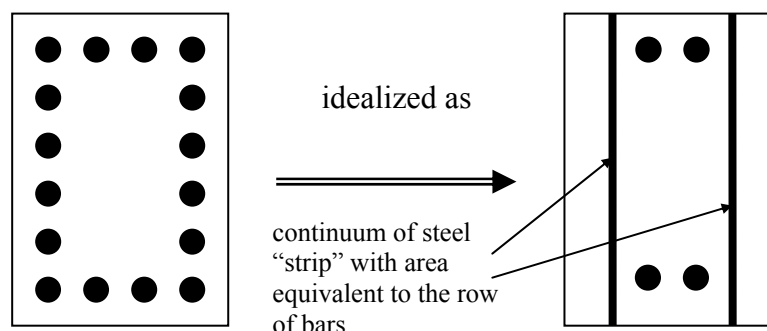 idealized as
continuum of steel
“strip” with area
equivalent to the row
of bars